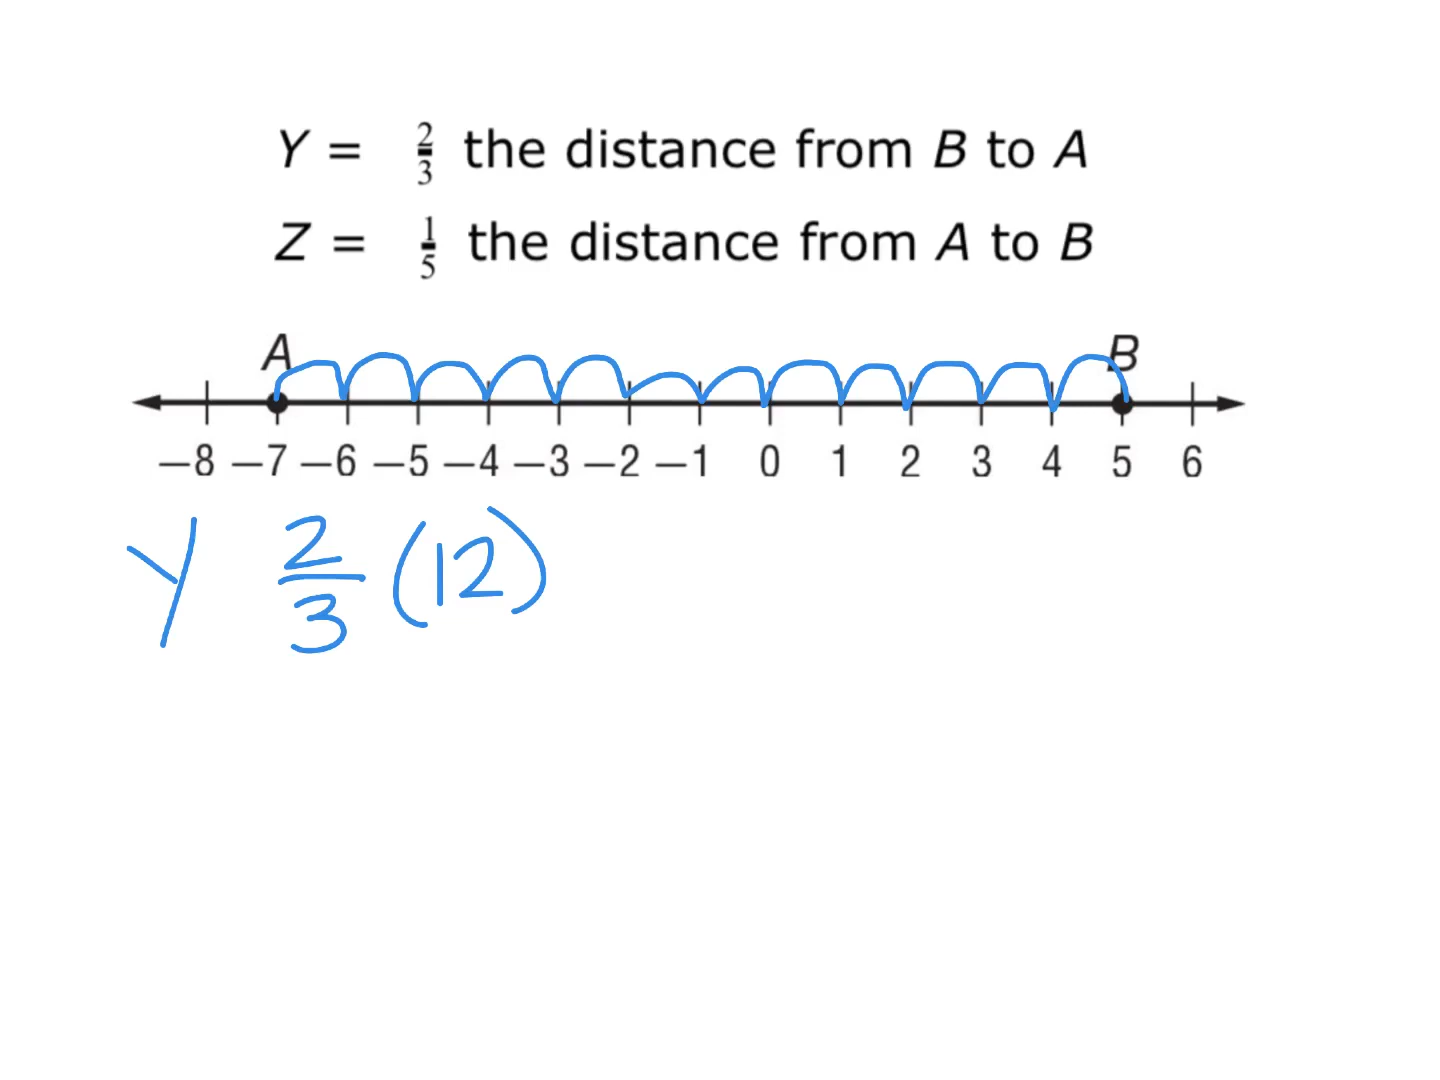 Y = 2/3 the distance from B to A
Z = 1/5 the distance from A to B
A B
−8 −7 −6 −5 −4 −3 −2 −1 0 1 2 3 4 5 6
Y 2/3 (12)